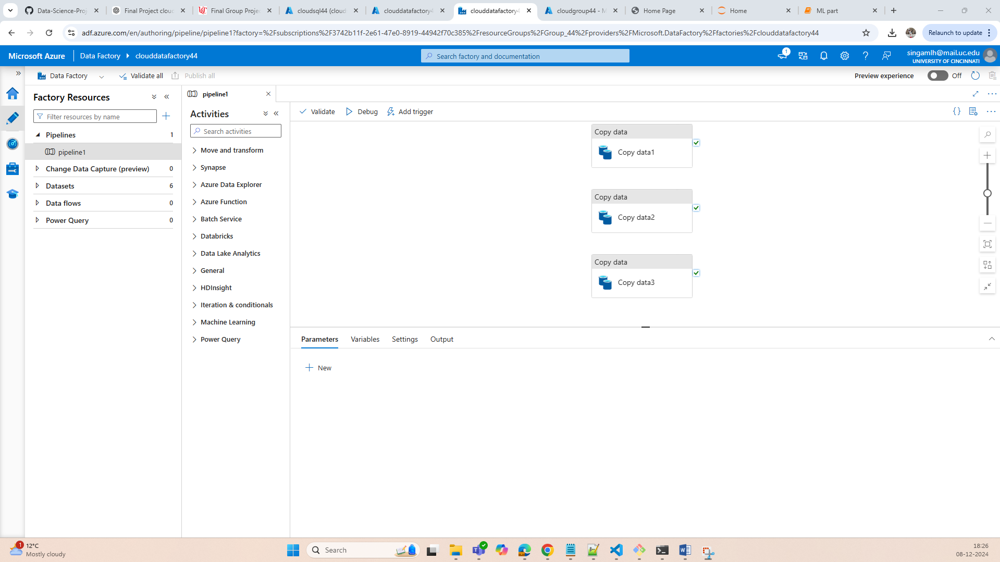 Data-Science-Proj
Final Project cloud
Final Group Projec
cloudsql44 (clouds
clouddatafactory4
clouddatafactory4
cloudgroup44 - M
Home Page
Home
ML part
adf.azure.com/en/authoring/pipeline/pipeline1?factory=%2Fsubscriptions%2F3742b11f-2e61-47e0-8919-44942f70c385%2FresourceGroups%2FGroup_44%2Fproviders%2FMicrosoft.DataFactory%2Ffactories%2Fclouddatafactory44
Relaunch to update
Microsoft Azure
Data Factory
clouddatafactory44
Search factory and documentation
1
singamlh@mail.uc.edu
UNIVERSITY OF CINCINNATI
Data Factory
Validate all
Publish all
Preview experience
Off
Factory Resources
Filter resources by name
Pipelines 1
pipeline1
Change Data Capture (preview) 0
Datasets 6
Data flows 0
Power Query 0
pipeline1
Activities
Search activities
Move and transform
Synapse
Azure Data Explorer
Azure Function
Batch Service
Databricks
Data Lake Analytics
General
HDInsight
Iteration & conditionals
Machine Learning
Power Query
Validate
Debug
Add trigger
{}
Copy data
Copy data1
Copy data
Copy data2
Copy data
Copy data3
Parameters
Variables
Settings
Output
New
1
12°C
Mostly cloudy
Search
18:26
08-12-2024